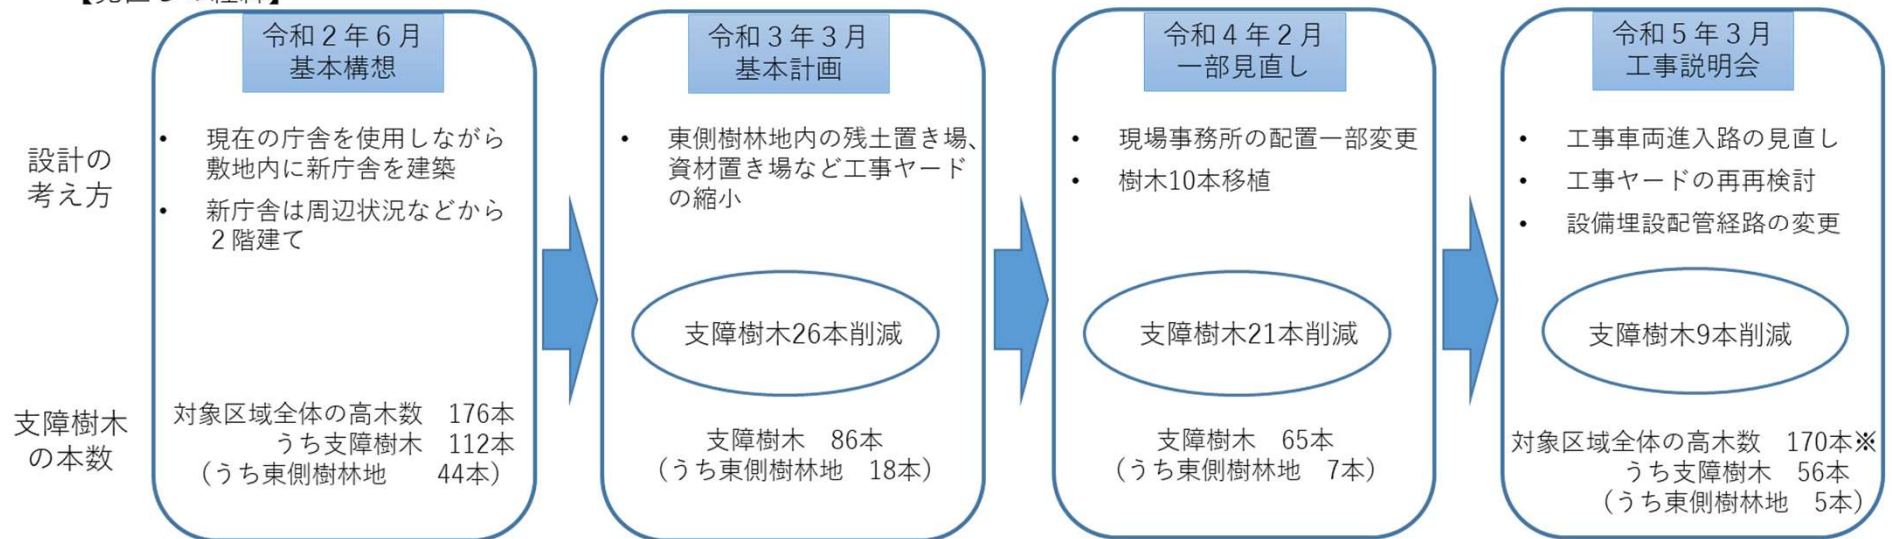 令和２年６月
基本構想
設計の
考え方
• 現在の庁舎を使用しながら
敷地内に新庁舎を建築
• 新庁舎は周辺状況などから
２階建て
支障樹木
の本数
対象区域全体の高木数　176本
うち支障樹木　112本
（うち東側樹林地　　44本）
令和３年３月
基本計画
• 東側樹林地内の残土置き場、
資材置き場など工事ヤード
の縮小
支障樹木26本削減
支障樹木　86本
（うち東側樹林地　18本）
令和４年２月
一部見直し
• 現場事務所の配置一部変更
• 樹木10本移植
支障樹木21本削減
支障樹木　65本
（うち東側樹林地　7本）
令和５年３月
工事説明会
• 工事車両進入路の見直し
• 工事ヤードの再再検討
• 設備埋設配管経路の変更
支障樹木9本削減
対象区域全体の高木数　170本※
うち支障樹木　56本
（うち東側樹林地　5本）